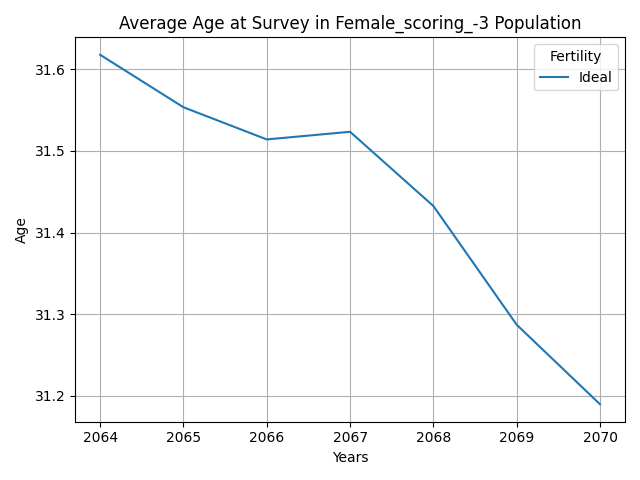 Average Age at Survey in Female_scoring_-3 Population
Fertility
Ideal
31.6
31.5
31.4
31.3
31.2
Age
2064 2065 2066 2067 2068 2069 2070
Years